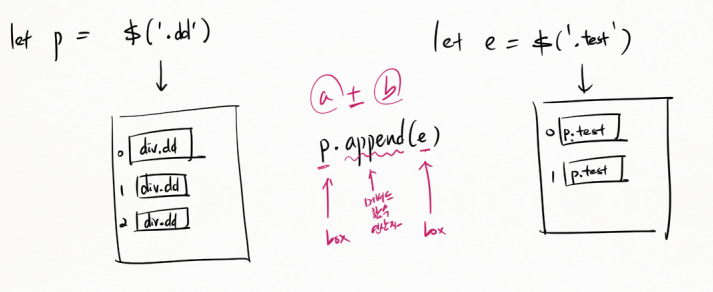 let p = $('.dd')
0 div.dd
1 div.dd
2 div.dd
a ± b
p.append(e)
box
메서드
함수
연산자
box
let e = $('.test')
0 p.test
1 p.test